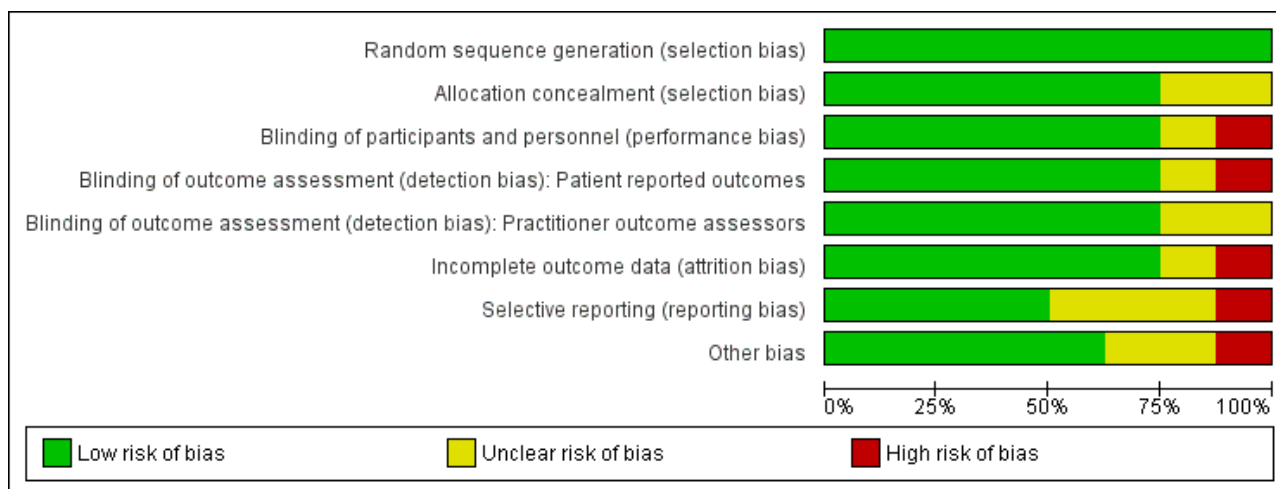 Random sequence generation (selection bias)
Allocation concealment (selection bias)
Blinding of participants and personnel (performance bias)
Blinding of outcome assessment (detection bias): Patient reported outcomes
Blinding of outcome assessment (detection bias): Practitioner outcome assessors
Incomplete outcome data (attrition bias)
Selective reporting (reporting bias)
Other bias
0% 25% 50% 75% 100%
Low risk of bias Unclear risk of bias High risk of bias